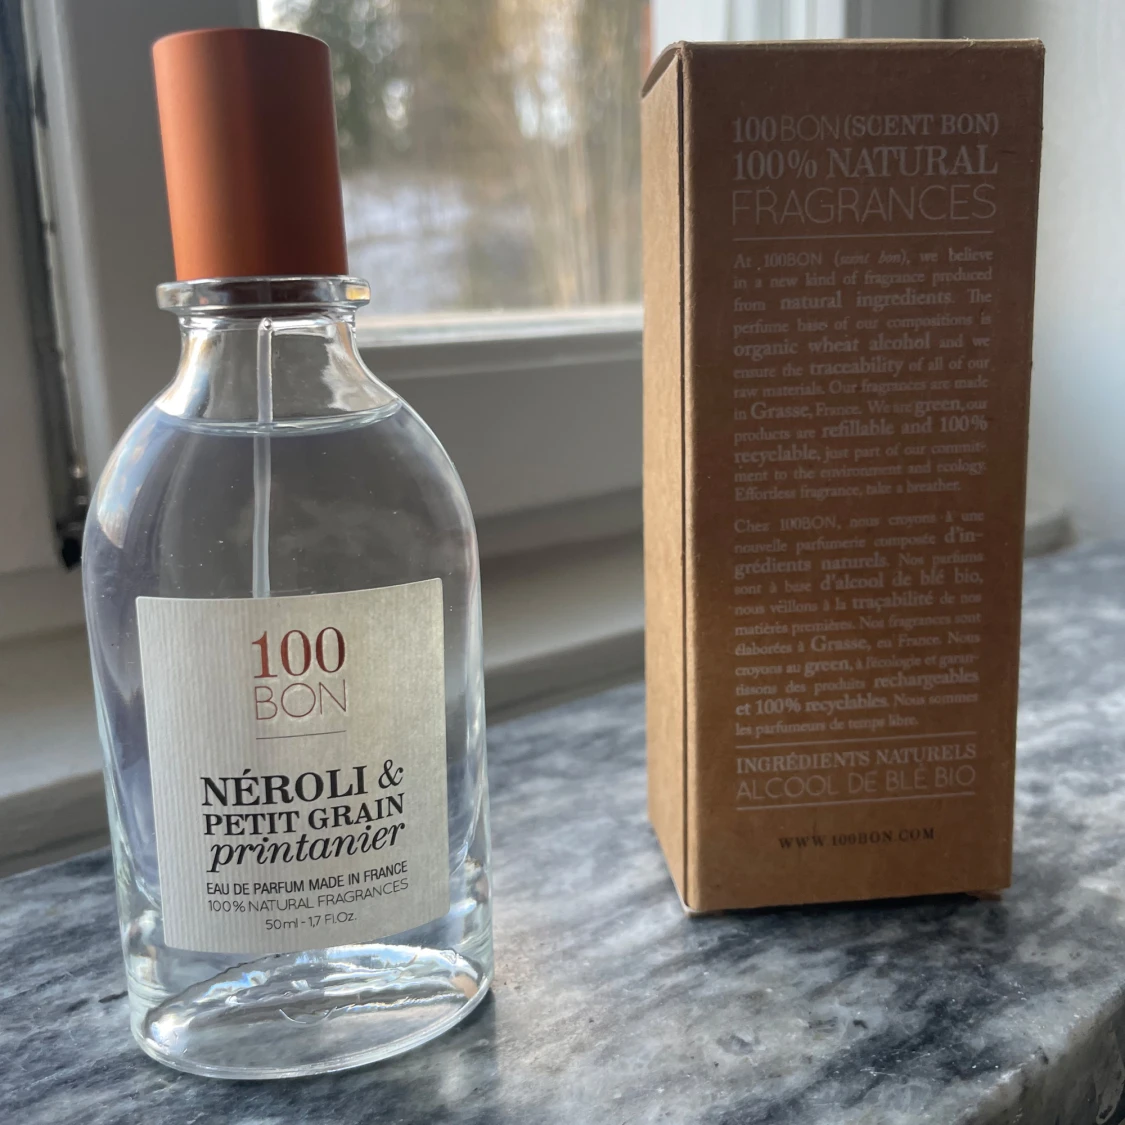 100
BON
NÉROLI &
PETIT GRAIN
printanier
EAU DE PARFUM MADE IN FRANCE
100% NATURAL FRAGRANCES
50ml - 1,7 Fl.Oz.
100BON (SCENT BON)
100% NATURAL
FRAGRANCES
At 100BON (scent bon), we believe
in a new kind of fragrance produced
from natural ingredients. The
perfume base of our compositions is
organic wheat alcohol and we
ensure the traceability of all of our
raw materials. Our fragrances are made
in Grasse, France. We are green, our
products are refillable and 100%
recyclable, just part of our commit-
ment to the environment and ecology.
Effortless fragrance, take a breather.
Chez 100BON, nous croyons à une
nouvelle parfumerie composée d'in-
grédients naturels. Nos parfums
sont à base d'alcool de blé bio,
nous veillons à la traçabilité de nos
matières premières. Nos fragrances sont
élaborées à Grasse, en France. Nous
croyons au green, à l'écologie et garan-
tissons des produits rechargeables
et 100% recyclables. Nous sommes
les parfumeurs de temps libre.
INGRÉDIENTS NATURELS
ALCOOL DE BLÉ BIO
WWW.100BON.COM